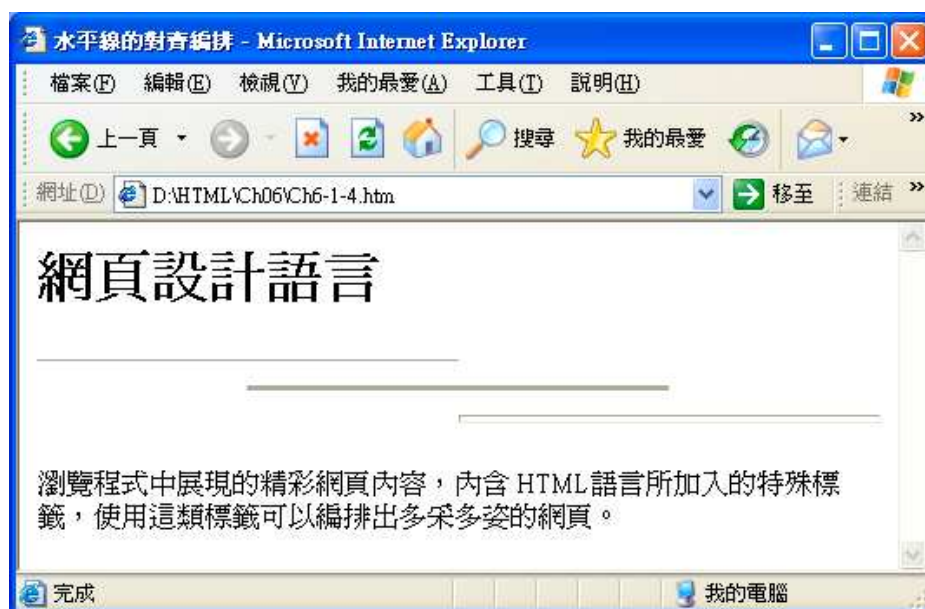 水平線的對齊編排 - Microsoft Internet Explorer
檔案(F) 編輯(E) 檢視(V) 我的最愛(A) 工具(T) 說明(H)
上一頁 搜尋 我的最愛 »
網址(D) D:\HTML\Ch06\Ch6-1-4.htm 移至 連結 »
網頁設計語言
瀏覽程式中展現的精彩網頁內容，內含 HTML 語言所加入的特殊標
籤，使用這類標籤可以編排出多采多姿的網頁。
完成 我的電腦